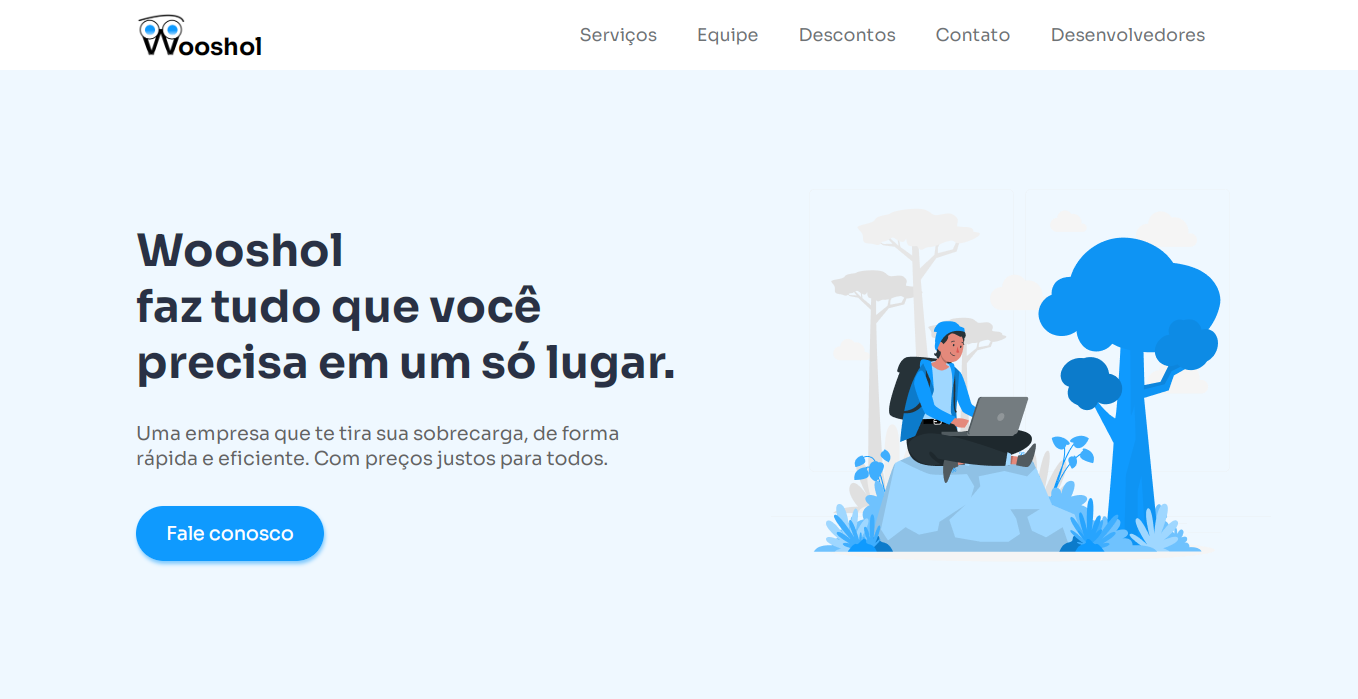 Wooshol
Serviços Equipe Descontos Contato Desenvolvedores
Wooshol
faz tudo que você
precisa em um só lugar.
Uma empresa que te tira sua sobrecarga, de forma
rápida e eficiente. Com preços justos para todos.
Fale conosco